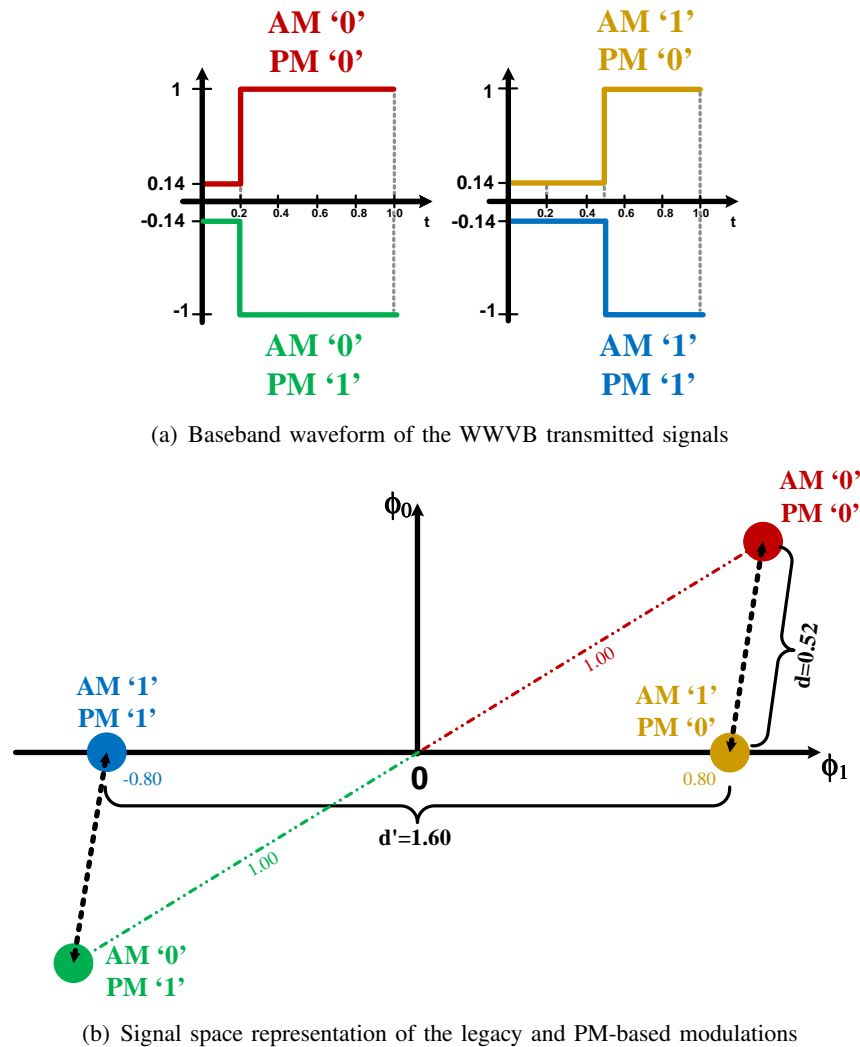 AM ‘0’
PM ‘0’
AM ‘1’
PM ‘0’
1
0.14
-0.14
-1
0.2 0.4 0.6 0.8 1.0
t
1
0.14
-0.14
-1
0.2 0.4 0.6 0.8 1.0
t
AM ‘0’
PM ‘1’
AM ‘1’
PM ‘1’
(a) Baseband waveform of the WWVB transmitted signals
AM ‘0’
PM ‘0’
ϕ0
1.00
d=0.52
AM ‘1’
PM ‘1’
AM ‘1’
PM ‘0’
-0.80
0
0.80
ϕ1
d'=1.60
1.00
AM ‘0’
PM ‘1’
(b) Signal space representation of the legacy and PM-based modulations